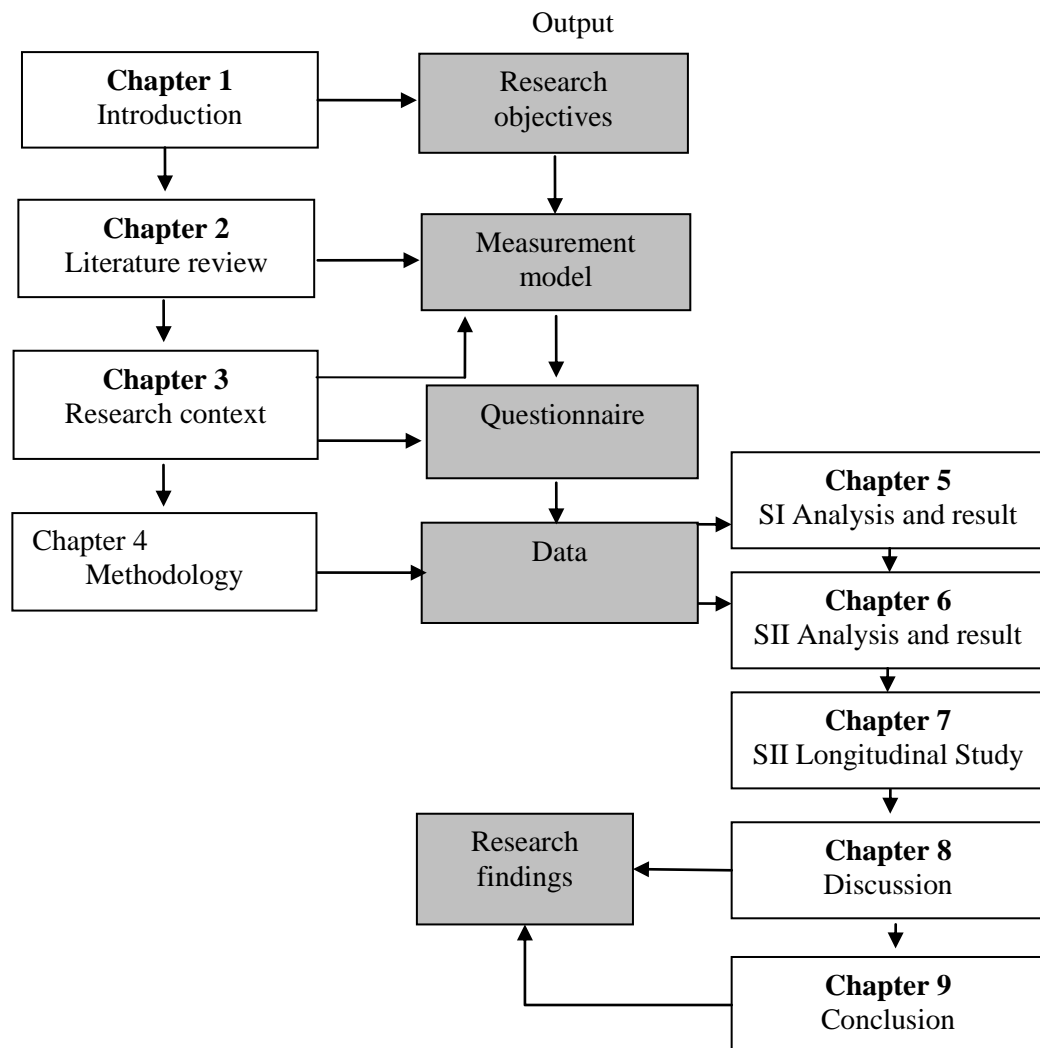 Output
Chapter 1
Introduction
Research
objectives
Chapter 2
Literature review
Measurement
model
Chapter 3
Research context
Questionnaire
Chapter 4
Methodology
Data
Chapter 5
SI Analysis and result
Chapter 6
SII Analysis and result
Chapter 7
SII Longitudinal Study
Research
findings
Chapter 8
Discussion
Chapter 9
Conclusion